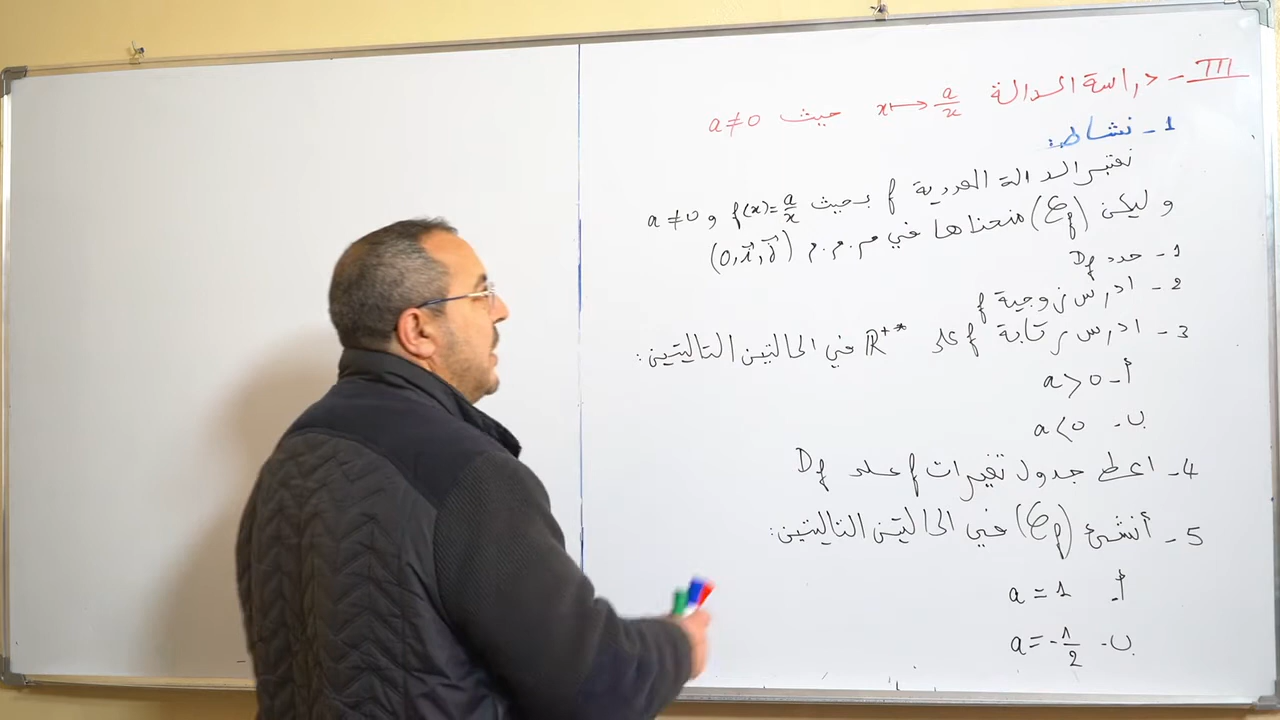 III - دراسة الدالة x ⟼ a/x حيث a≠0
1 - نشاط:
نعتبر الدالة العددية f بحيث f(x)=a/x و a≠0
و ليكن (𝒞f) منحناها في م.م.م (O,i⃗,j⃗)
1 - حدد Df
2 - ادرس زوجية f
3 - ادرس رتابة f على ℝ+* في الحالتين التاليتين:
أ- a>0
ب- a<0
4 - اعط جدول تغيرات f على Df
5 - أنشئ (𝒞f) في الحاليتن التاليتين:
أ- a=1
ب- a=-1/2